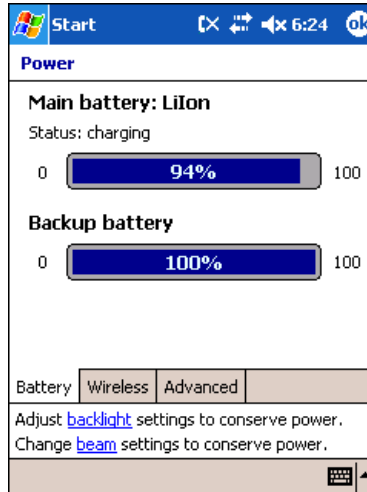 Start 6:24 ok
Power
Main battery: LiIon
Status: charging
0 94% 100
Backup battery
0 100% 100
Battery Wireless Advanced
Adjust backlight settings to conserve power.
Change beam settings to conserve power.